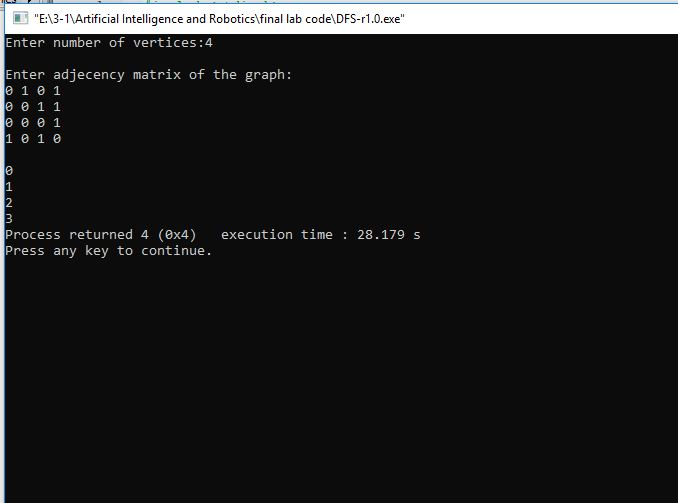 "E:\3-1\Artificial Intelligence and Robotics\final lab code\DFS-r1.0.exe"
Enter number of vertices:4
Enter adjecency matrix of the graph:
0 1 0 1
0 0 1 1
0 0 0 1
1 0 1 0
0
1
2
3
Process returned 4 (0x4)   execution time : 28.179 s
Press any key to continue.